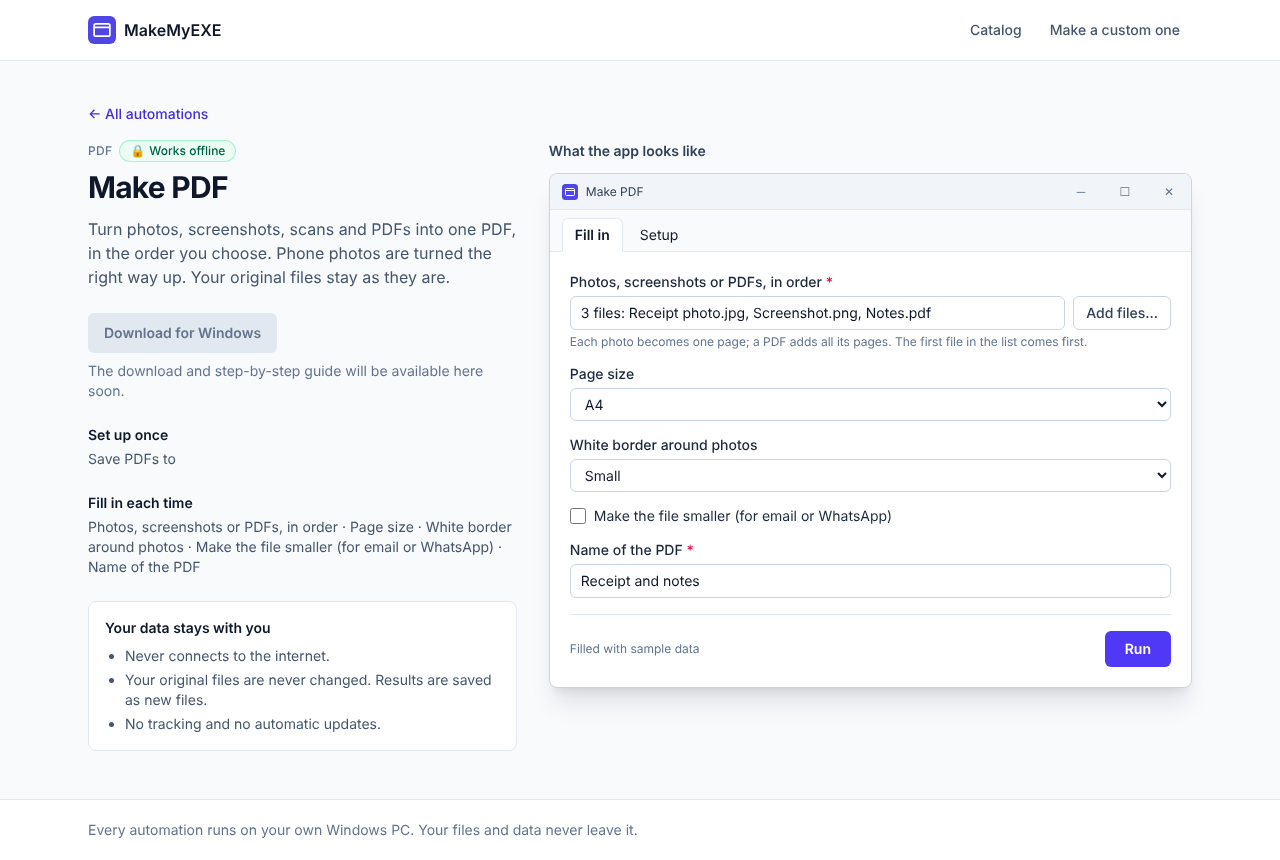 MakeMyEXE
Catalog
Make a custom one
← All automations
PDF
🔒 Works offline
Make PDF
Turn photos, screenshots, scans and PDFs into one PDF,
in the order you choose. Phone photos are turned the
right way up. Your original files stay as they are.
Download for Windows
The download and step-by-step guide will be available here
soon.
Set up once
Save PDFs to
Fill in each time
Photos, screenshots or PDFs, in order · Page size · White border
around photos · Make the file smaller (for email or WhatsApp) ·
Name of the PDF
Your data stays with you
• Never connects to the internet.
• Your original files are never changed. Results are saved
as new files.
• No tracking and no automatic updates.
What the app looks like
Make PDF
Fill in
Setup
Photos, screenshots or PDFs, in order *
3 files: Receipt photo.jpg, Screenshot.png, Notes.pdf
Add files...
Each photo becomes one page; a PDF adds all its pages. The first file in the list comes first.
Page size
A4
White border around photos
Small
Make the file smaller (for email or WhatsApp)
Name of the PDF *
Receipt and notes
Filled with sample data
Run
Every automation runs on your own Windows PC. Your files and data never leave it.